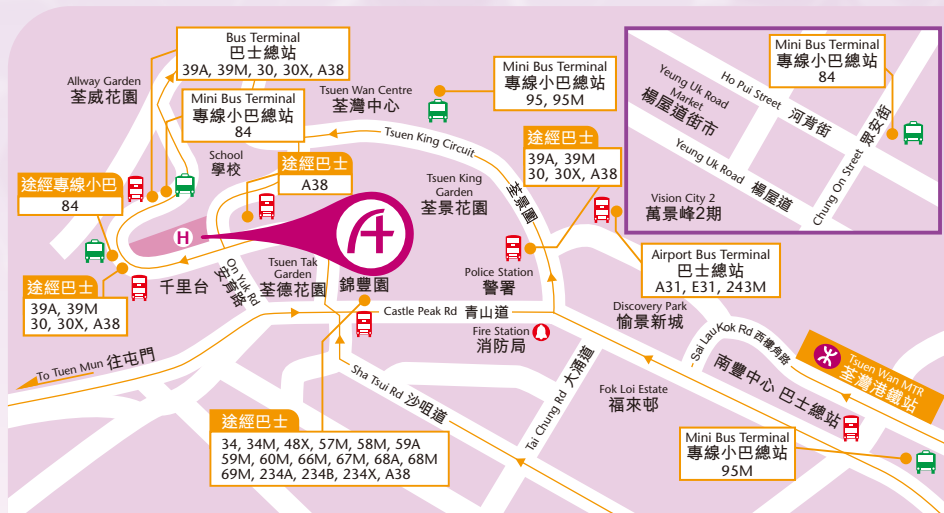 Bus Terminal
巴士總站
39A, 39M, 30, 30X, A38
Allway Garden
荃威花園
Mini Bus Terminal
專線小巴總站
84
School
學校
途經巴士
A38
途經專線小巴
84
途經巴士
39A, 39M
30, 30X, A38
千里台
On Yuk Rd
安育路
H
Tsuen Tak
Garden
荃德花園
錦豐園
Tsuen Wan Centre
荃灣中心
Mini Bus Terminal
專線小巴總站
95, 95M
Tsuen King Circuit
荃景圍
Tsuen King
Garden
荃景花園
途經巴士
39A, 39M
30, 30X, A38
Police Station
警署
Castle Peak Rd 青山道
Fire Station
消防局
To Tuen Mun 往屯門
途經巴士
34, 34M, 48X, 57M, 58M, 59A
59M, 60M, 66M, 67M, 68A, 68M
69M, 234A, 234B, 234X, A38
Sha Tsui Rd 沙咀道
Tai Chung Rd 大涌道
Fok Loi Estate
福來邨
Discovery Park
愉景新城
Airport Bus Terminal
巴士總站
A31, E31, 243M
Vision City 2
萬景峰2期
Sai Lau Kok Rd 西樓角路
Tsuen Wan MTR
荃灣港鐵站
南豐中心 巴士總站
Mini Bus Terminal
專線小巴總站
95M
Mini Bus Terminal
專線小巴總站
84
Yeung Uk Road
Market
楊屋道街市
Ho Pui Street 河背街
Yeung Uk Road 楊屋道
Chung On Street 眾安街